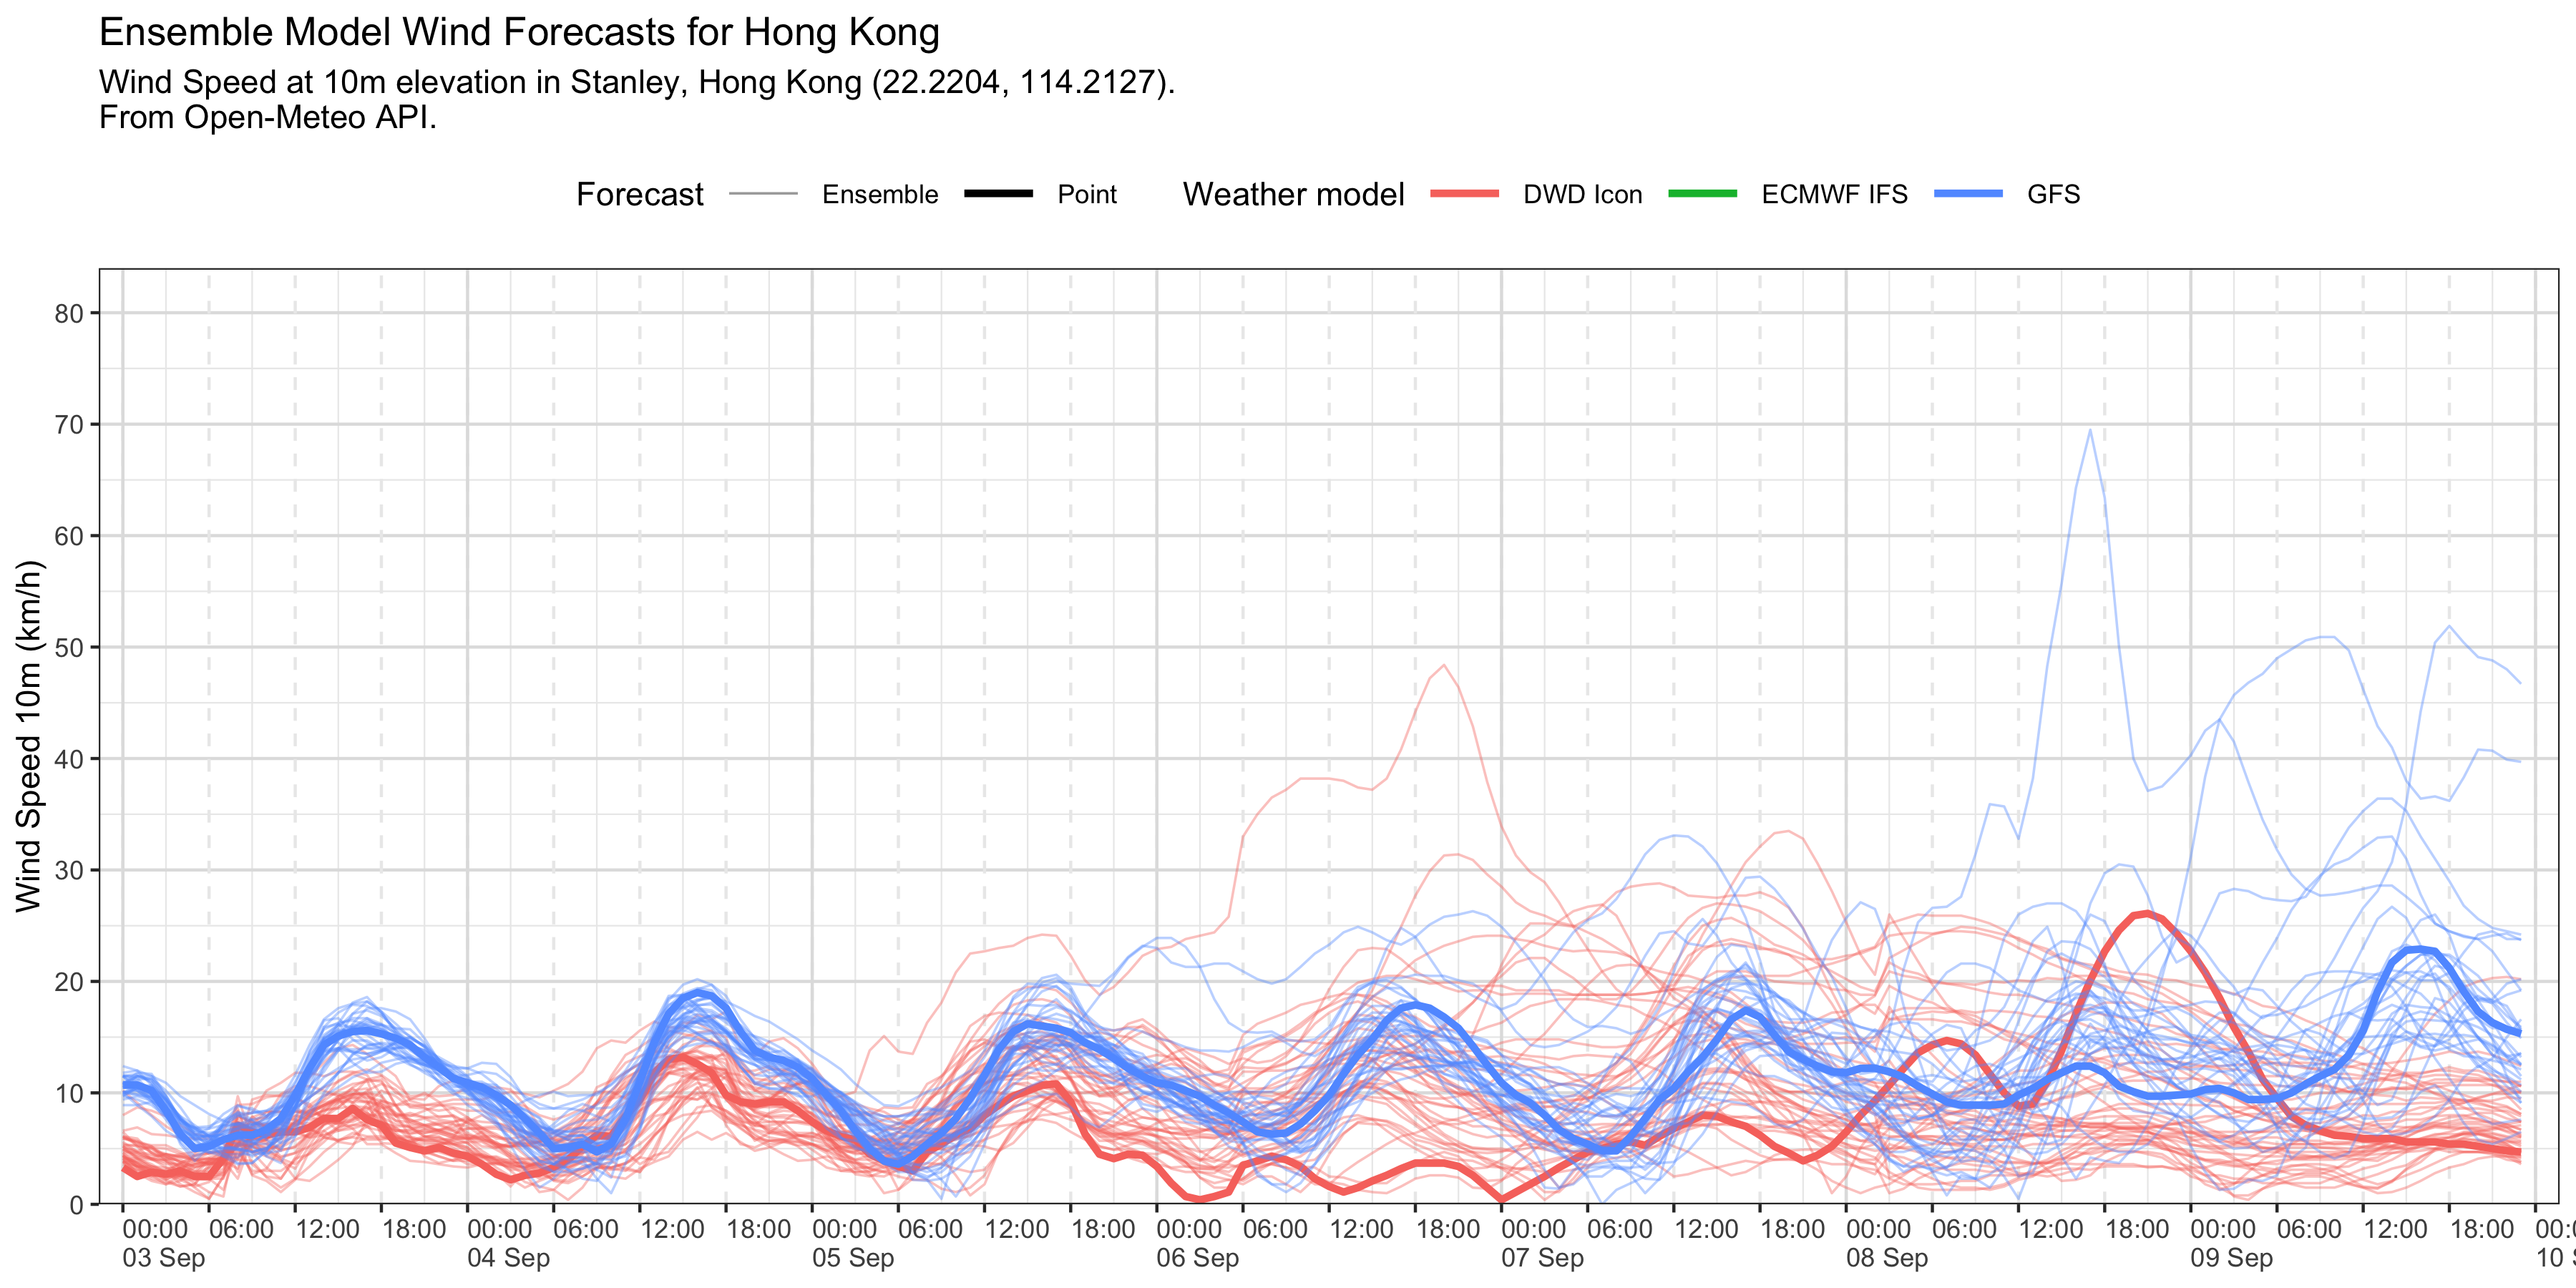 Ensemble Model Wind Forecasts for Hong Kong
Wind Speed at 10m elevation in Stanley, Hong Kong (22.2204, 114.2127).
From Open-Meteo API.
Forecast Ensemble Point Weather model DWD Icon ECMWF IFS GFS
Wind Speed 10m (km/h)
80
70
60
50
40
30
20
10
0
00:00 06:00 12:00 18:00 00:00 06:00 12:00 18:00 00:00 06:00 12:00 18:00 00:00 06:00 12:00 18:00 00:00 06:00 12:00 18:00 00:00 06:00 12:00 18:00 00:00 06:00 12:00 18:00
03 Sep 04 Sep 05 Sep 06 Sep 07 Sep 08 Sep 09 Sep 10